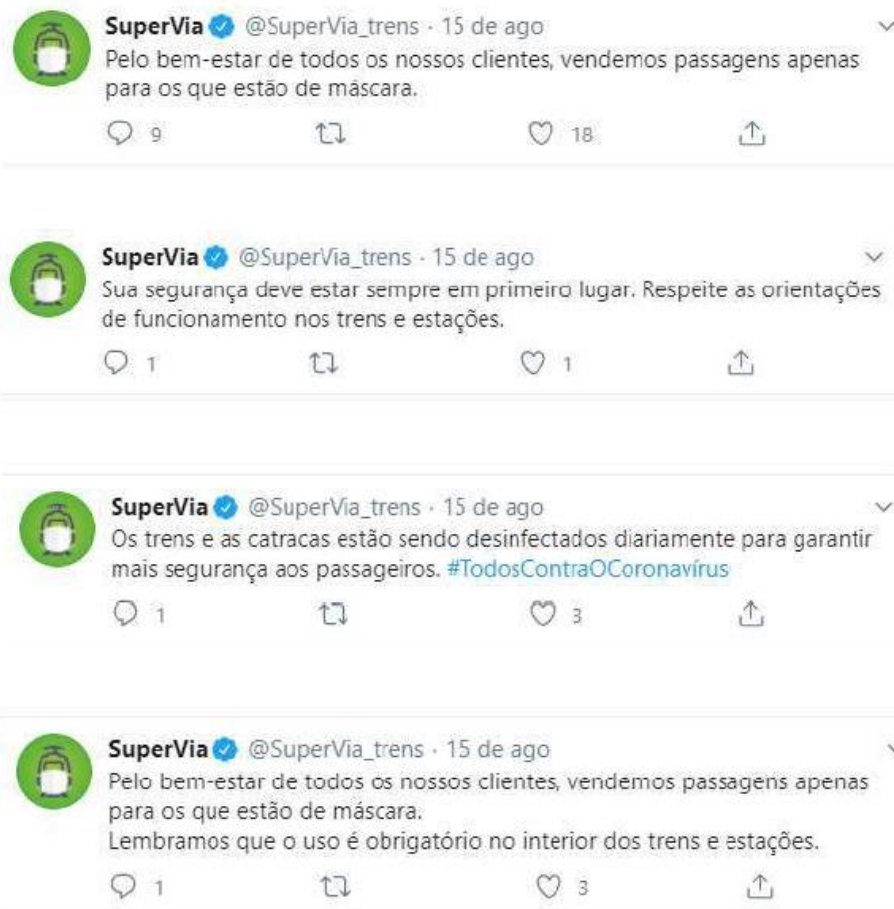 SuperVia @SuperVia_trens · 15 de ago
Pelo bem-estar de todos os nossos clientes, vendemos passagens apenas
para os que estão de máscara.
9 18
SuperVia @SuperVia_trens · 15 de ago
Sua segurança deve estar sempre em primeiro lugar. Respeite as orientações
de funcionamento nos trens e estações.
1 1
SuperVia @SuperVia_trens · 15 de ago
Os trens e as catracas estão sendo desinfectados diariamente para garantir
mais segurança aos passageiros. #TodosContraOCoronavírus
1 3
SuperVia @SuperVia_trens · 15 de ago
Pelo bem-estar de todos os nossos clientes, vendemos passagens apenas
para os que estão de máscara.
Lembramos que o uso é obrigatório no interior dos trens e estações.
1 3